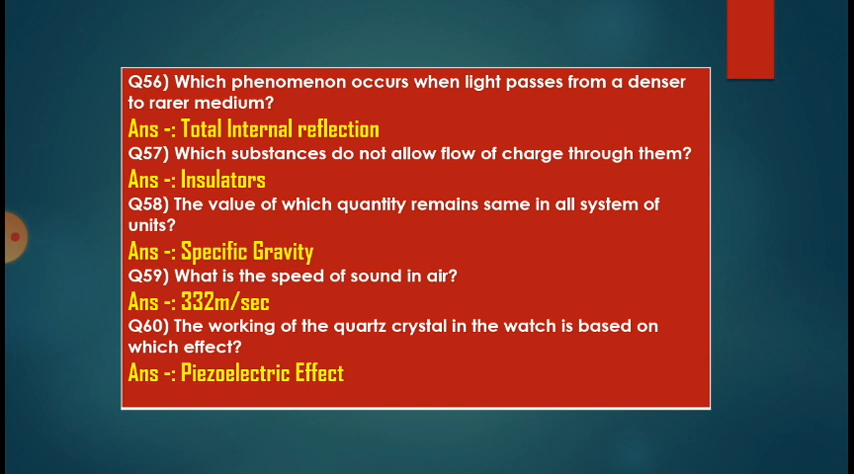 Q56) Which phenomenon occurs when light passes from a denser
to rarer medium?
Ans -: Total Internal reflection
Q57) Which substances do not allow flow of charge through them?
Ans -: Insulators
Q58) The value of which quantity remains same in all system of
units?
Ans -: Specific Gravity
Q59) What is the speed of sound in air?
Ans -: 332m/sec
Q60) The working of the quartz crystal in the watch is based on
which effect?
Ans -: Piezoelectric Effect